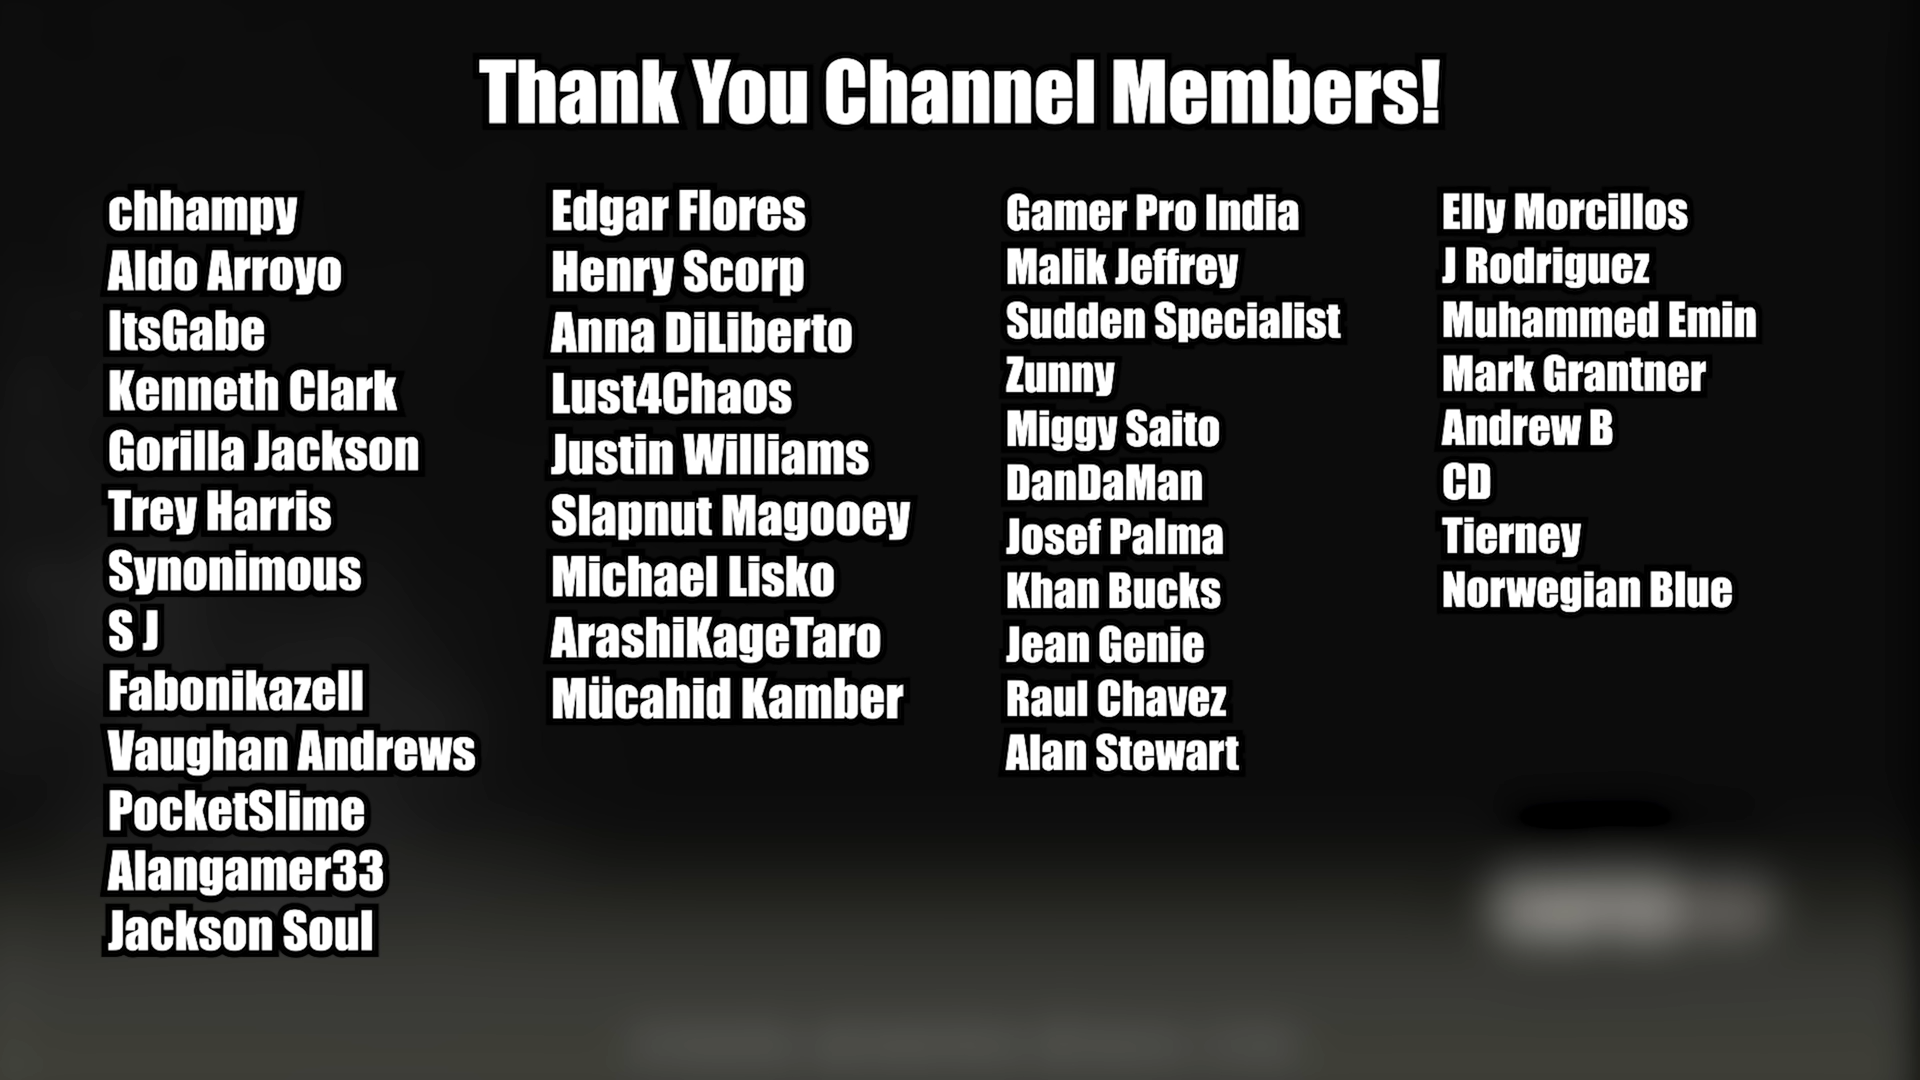 Thank You Channel Members!
chhampy
Aldo Arroyo
ItsGabe
Kenneth Clark
Gorilla Jackson
Trey Harris
Synonimous
S J
Fabonikazell
Vaughan Andrews
PocketSlime
Alangamer33
Jackson Soul
Edgar Flores
Henry Scorp
Anna DiLiberto
Lust4Chaos
Justin Williams
Slapnut Magooey
Michael Lisko
ArashiKageTaro
Mücahid Kamber
Gamer Pro India
Malik Jeffrey
Sudden Specialist
Zunny
Miggy Saito
DanDaMan
Josef Palma
Khan Bucks
Jean Genie
Raul Chavez
Alan Stewart
Elly Morcillos
J Rodriguez
Muhammed Emin
Mark Grantner
Andrew B
CD
Tierney
Norwegian Blue